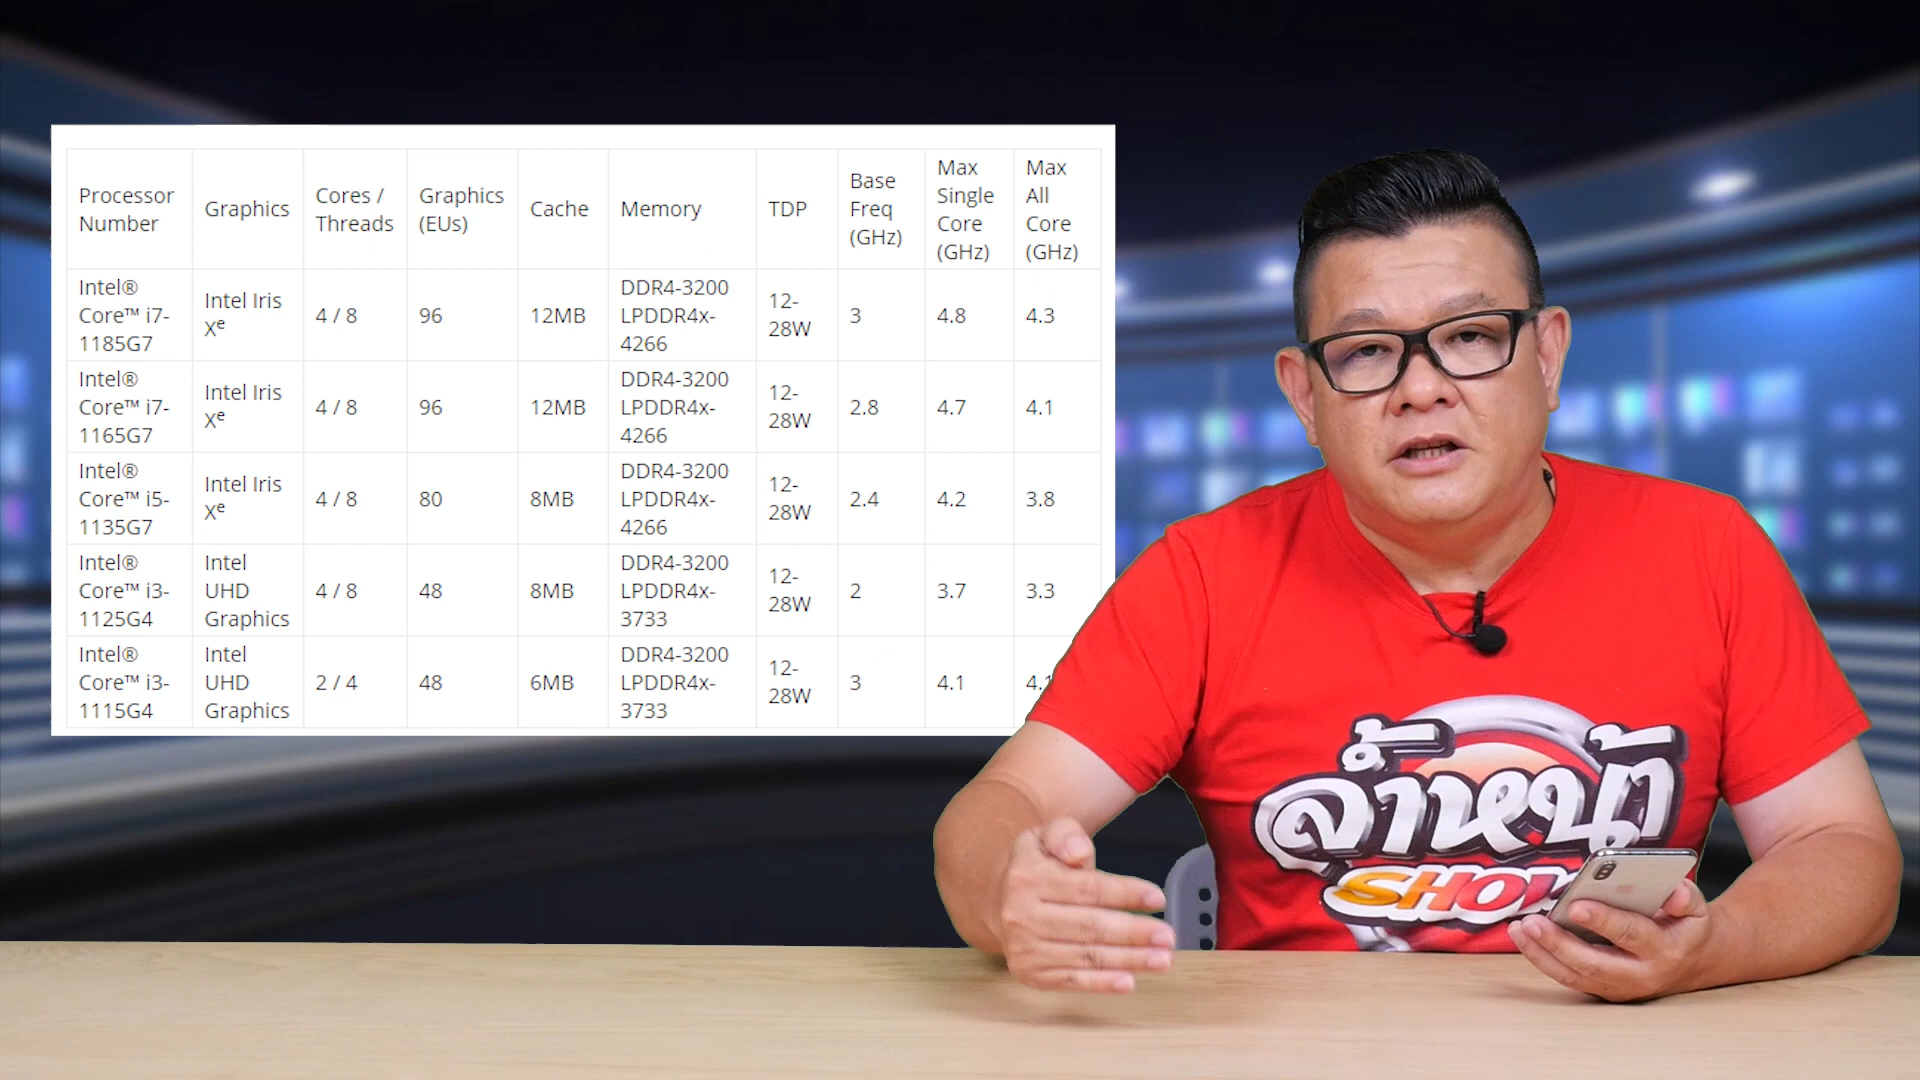 Processor Number
Graphics
Cores / Threads
Graphics (EUs)
Cache
Memory
TDP
Base Freq (GHz)
Max Single Core (GHz)
Max All Core (GHz)
Intel® Core™ i7-1185G7
Intel Iris Xᵉ
4 / 8
96
12MB
DDR4-3200 LPDDR4x-4266
12-28W
3
4.8
4.3
Intel® Core™ i7-1165G7
Intel Iris Xᵉ
4 / 8
96
12MB
DDR4-3200 LPDDR4x-4266
12-28W
2.8
4.7
4.1
Intel® Core™ i5-1135G7
Intel Iris Xᵉ
4 / 8
80
8MB
DDR4-3200 LPDDR4x-4266
12-28W
2.4
4.2
3.8
Intel® Core™ i3-1125G4
Intel UHD Graphics
4 / 8
48
8MB
DDR4-3200 LPDDR4x-3733
12-28W
2
3.7
3.3
Intel® Core™ i3-1115G4
Intel UHD Graphics
2 / 4
48
6MB
DDR4-3200 LPDDR4x-3733
12-28W
3
4.1
4.1
ล้ำหน้า
SHOW